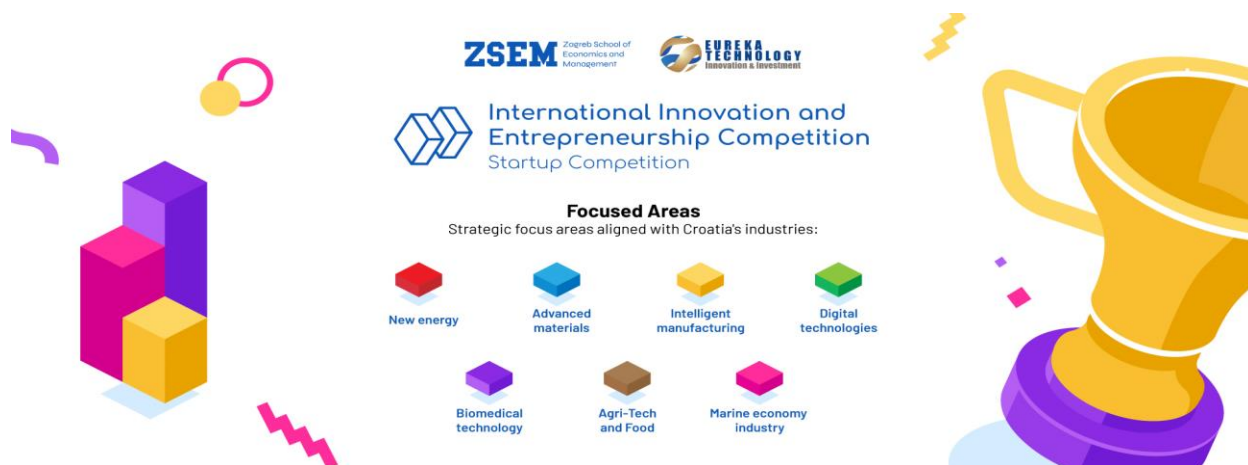 ZSEM
Zagreb School of
Economics and
Management
EUREKA
TECHNOLOGY
Innovation & Investment
International Innovation and
Entrepreneurship Competition
Startup Competition
Focused Areas
Strategic focus areas aligned with Croatia's industries:
New energy
Advanced
materials
Intelligent
manufacturing
Digital
technologies
Biomedical
technology
Agri-Tech
and Food
Marine economy
industry